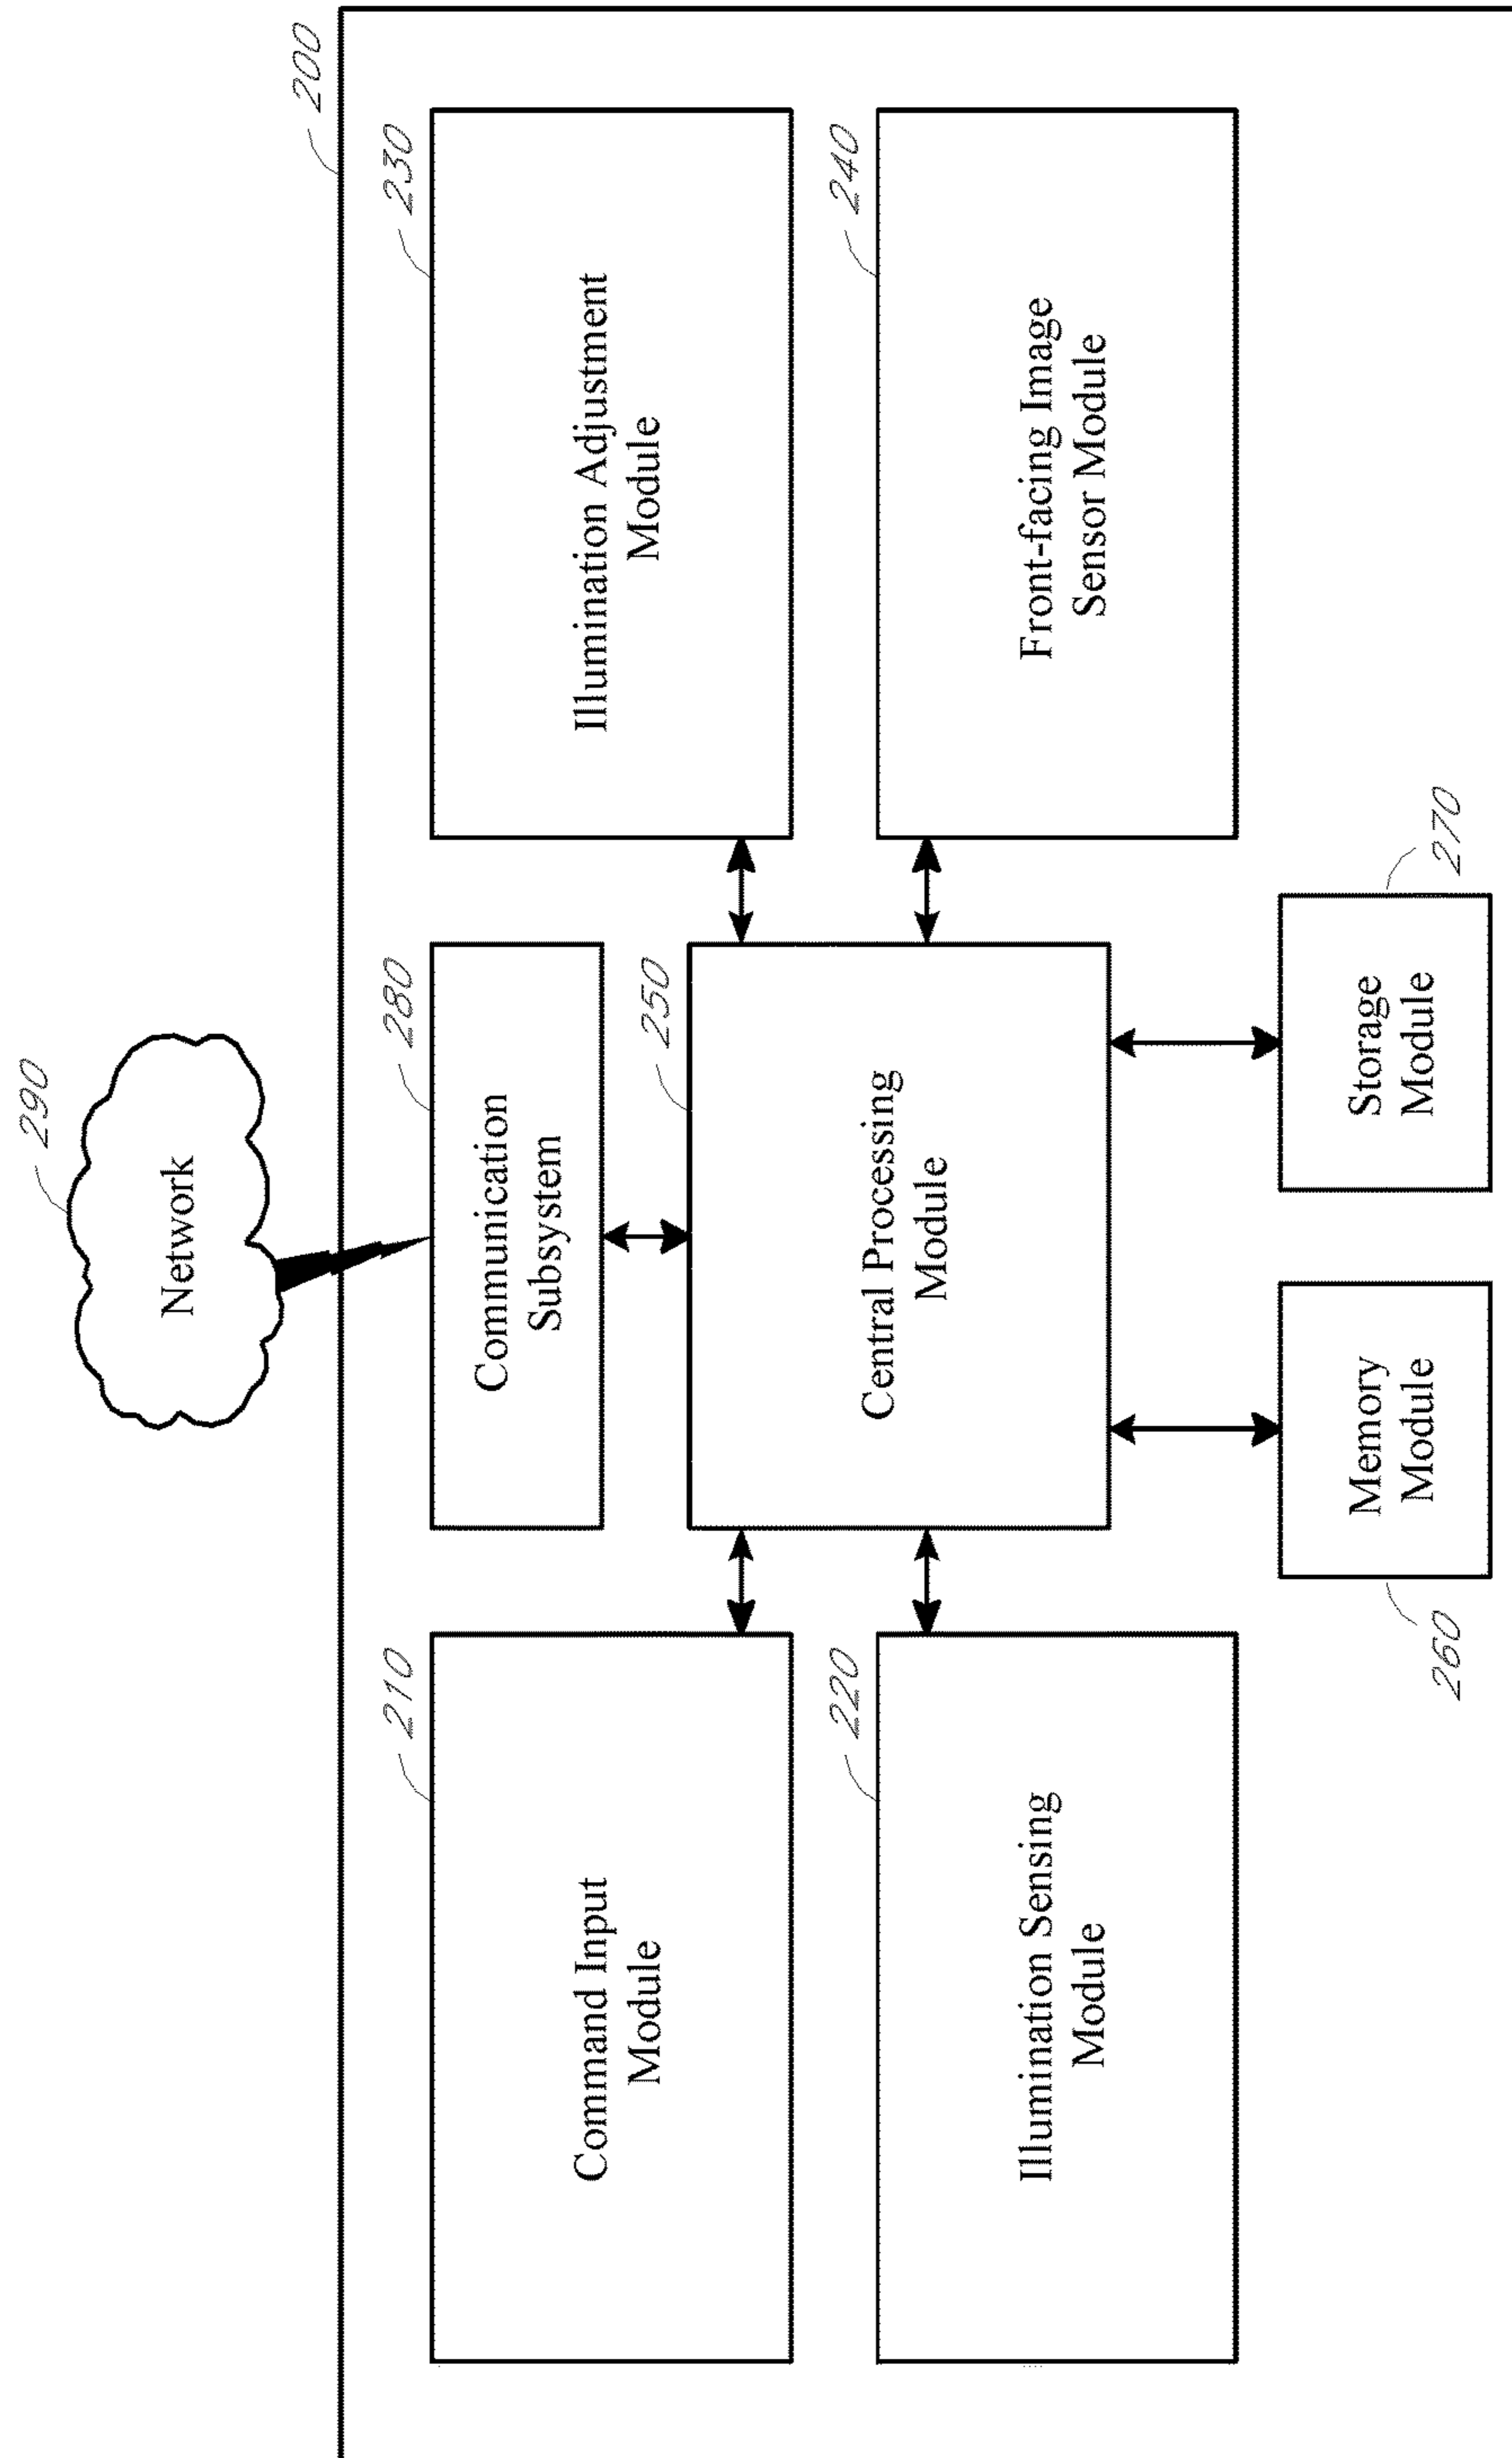 290
Network
200
210
Command Input
Module
280
Communication
Subsystem
230
Illumination Adjustment
Module
250
Central Processing
Module
220
Illumination Sensing
Module
240
Front-facing Image
Sensor Module
260
Memory
Module
270
Storage
Module